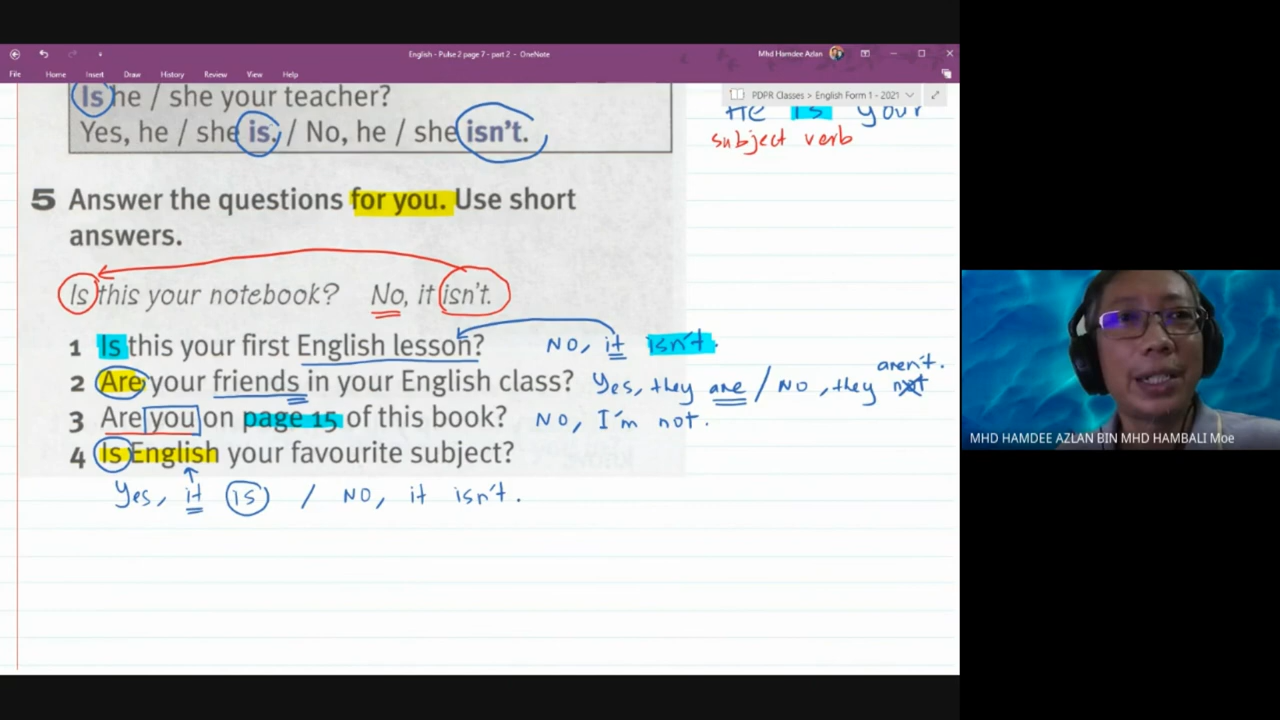 English - Pulse 2 page 7 - part 2 - OneNote
Mhd Hamdee Azlan
File Home Insert Draw History Review View Help
PDPR Classes > English Form 1 - 2021
Is he / she your teacher?
Yes, he / she is. / No, he / she isn't.
He is your
subject verb
5 Answer the questions for you. Use short
answers.
Is this your notebook? No, it isn't.
1 Is this your first English lesson? No, it isn't.
aren't.
2 Are your friends in your English class? Yes, they are / No, they not
3 Are you on page 15 of this book? No, I'm not.
4 Is English your favourite subject?
Yes, it is / No, it isn't.
MHD HAMDEE AZLAN BIN MHD HAMBALI Moe